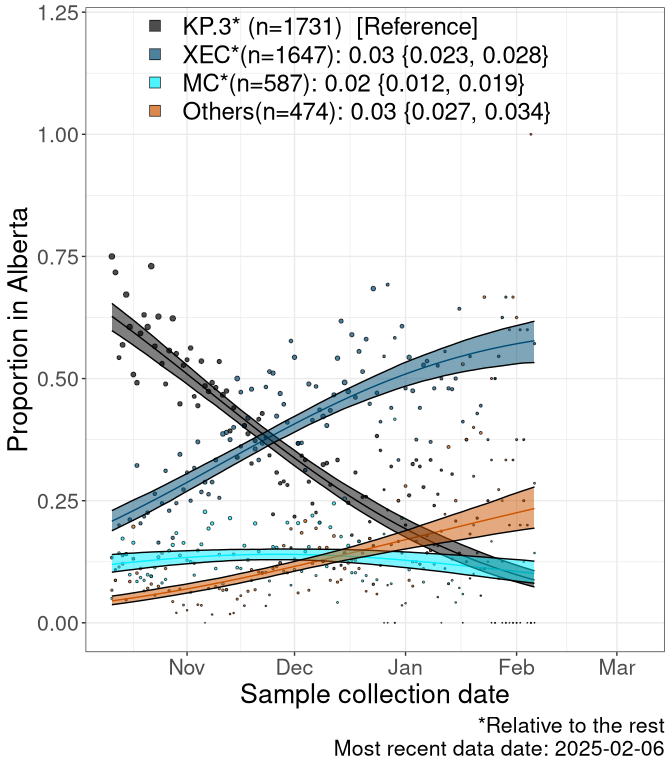 KP.3* (n=1731)  [Reference]
XEC*(n=1647): 0.03 {0.023, 0.028}
MC*(n=587): 0.02 {0.012, 0.019}
Others(n=474): 0.03 {0.027, 0.034}
1.25
1.00
0.75
0.50
0.25
0.00
Proportion in Alberta
Nov Dec Jan Feb Mar
Sample collection date
*Relative to the rest
Most recent data date: 2025-02-06